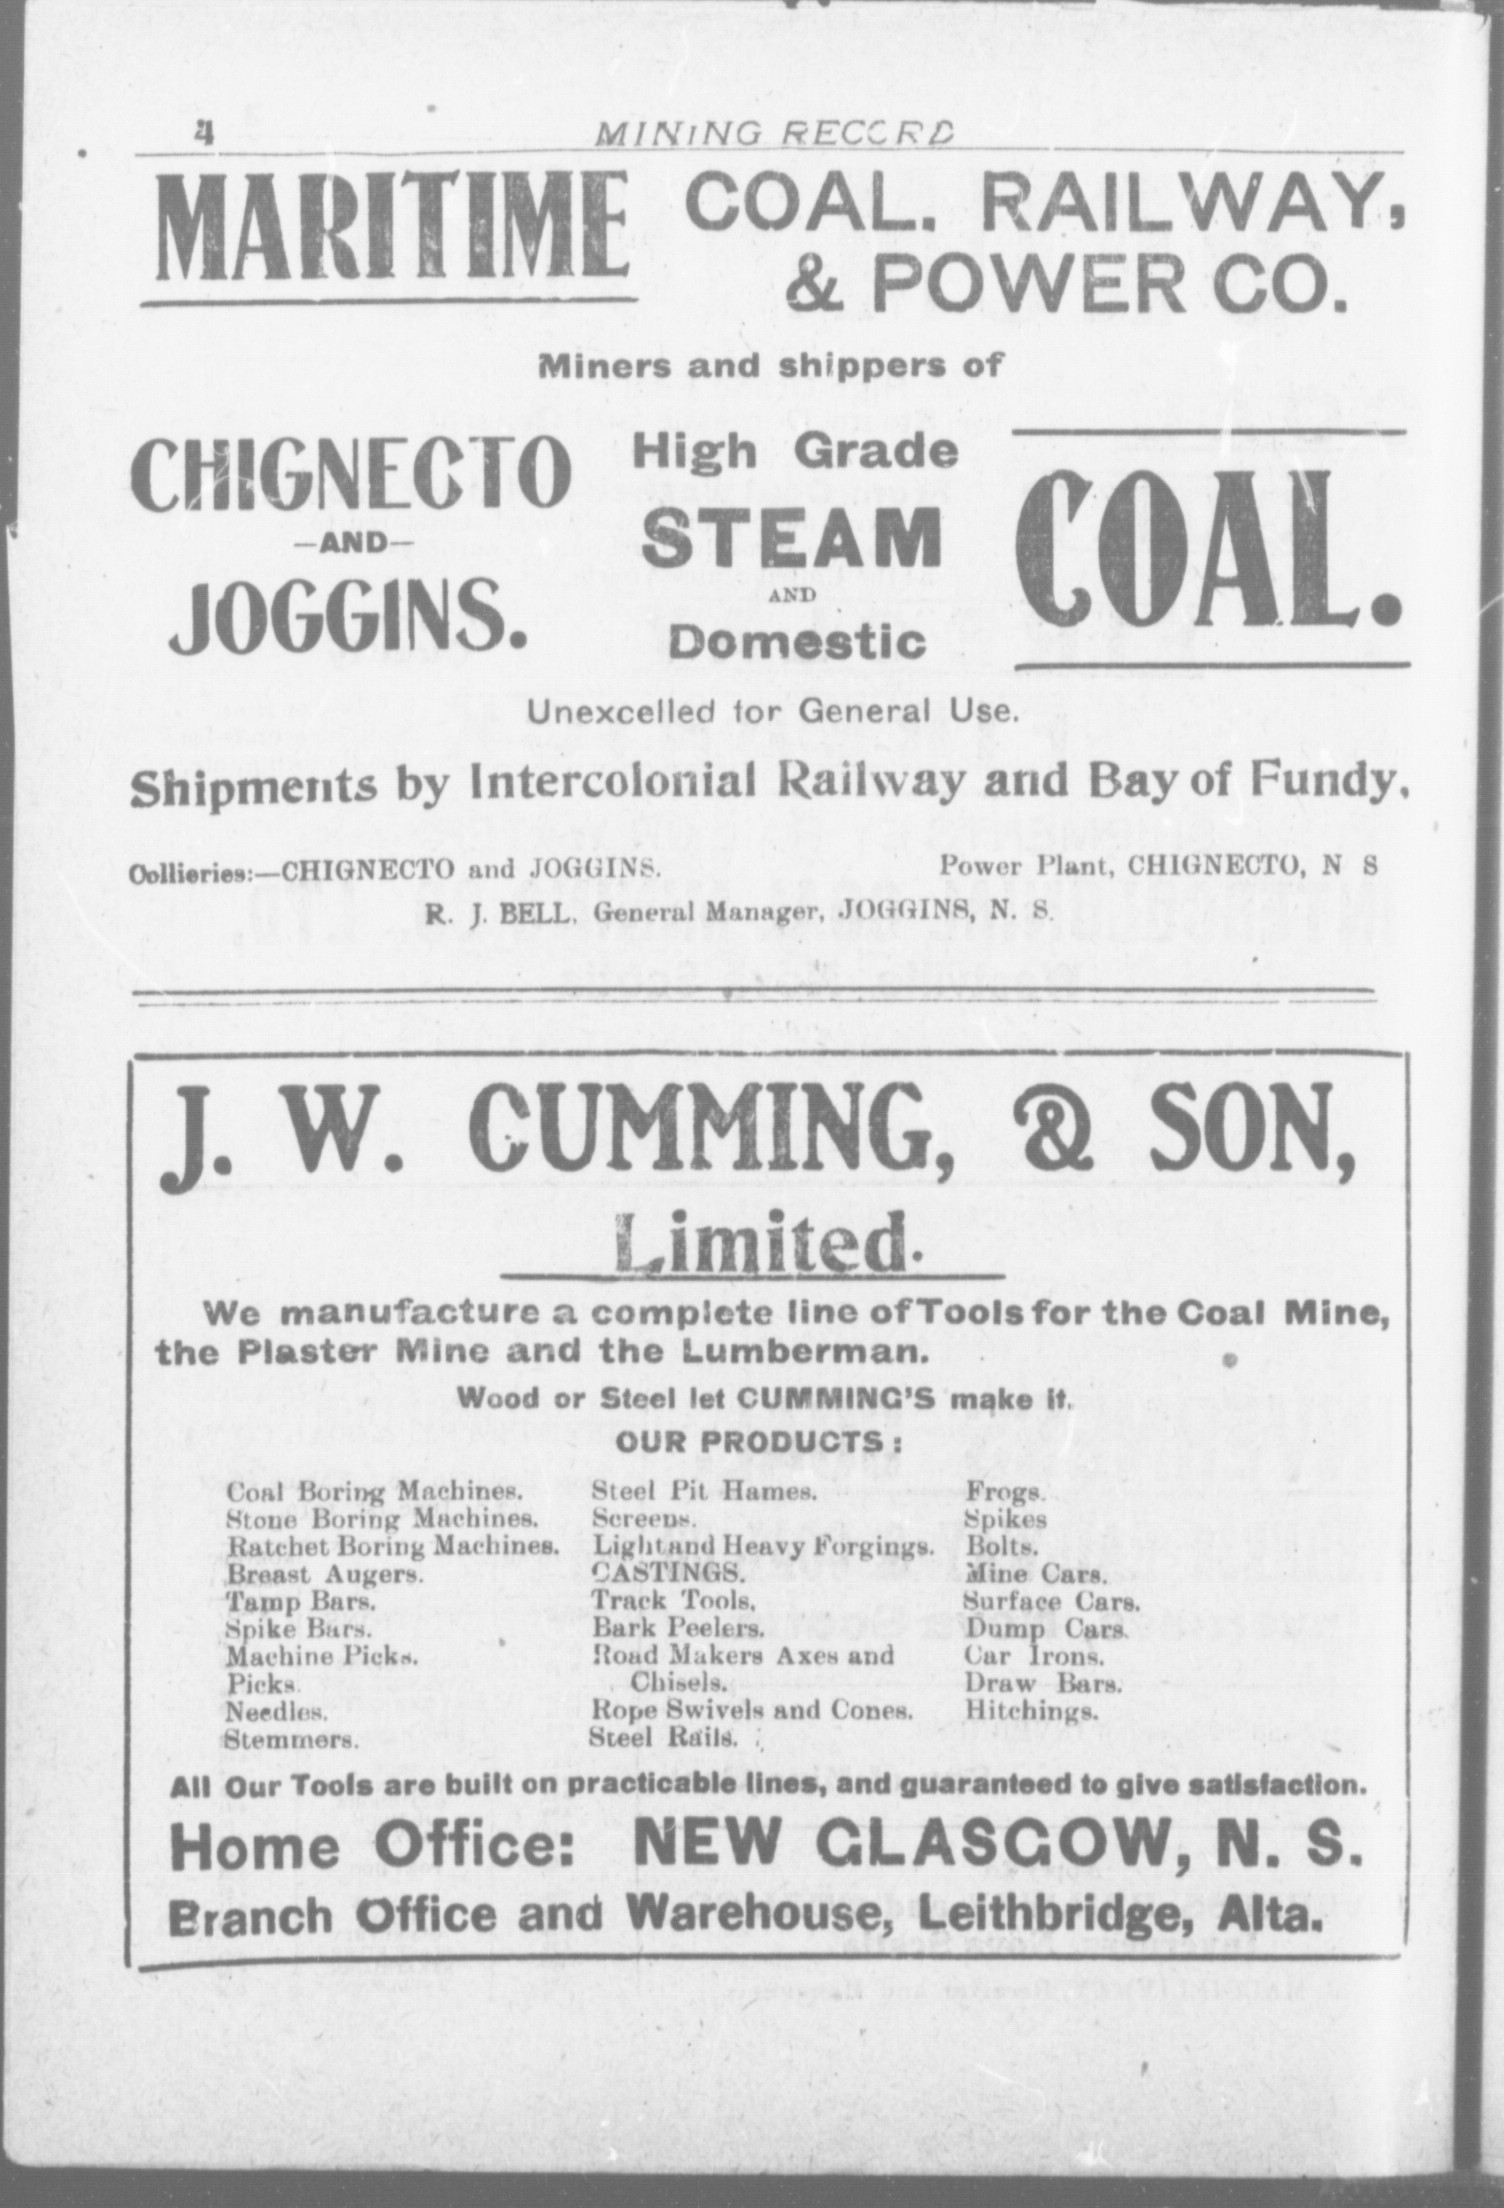 4 MINING RECORD
MARITIME COAL. RAILWAY,
& POWER CO.
Miners and shippers of
CHIGNECTO
—AND—
JOGGINS.
High Grade
STEAM
AND
Domestic
COAL.
Unexcelled for General Use.
Shipments by Intercolonial Railway and Bay of Fundy.
Collieries:—CHIGNECTO and JOGGINS. Power Plant, CHIGNECTO, N S
R. J. BELL, General Manager, JOGGINS, N. S.
J. W. CUMMING, & SON,
Limited.
We manufacture a complete line of Tools for the Coal Mine,
the Plaster Mine and the Lumberman.
Wood or Steel let CUMMING'S make it.
OUR PRODUCTS:
Coal Boring Machines.
Stone Boring Machines.
Ratchet Boring Machines.
Breast Augers.
Tamp Bars.
Spike Bars.
Machine Picks.
Picks.
Needles.
Stemmers.
Steel Pit Hames.
Screens.
Light and Heavy Forgings.
CASTINGS.
Track Tools.
Bark Peelers.
Road Makers Axes and
Chisels.
Rope Swivels and Cones.
Steel Rails.
Frogs.
Spikes
Bolts.
Mine Cars.
Surface Cars.
Dump Cars.
Car Irons.
Draw Bars.
Hitchings.
All Our Tools are built on practicable lines, and guaranteed to give satisfaction.
Home Office: NEW GLASGOW, N. S.
Branch Office and Warehouse, Leithbridge, Alta.